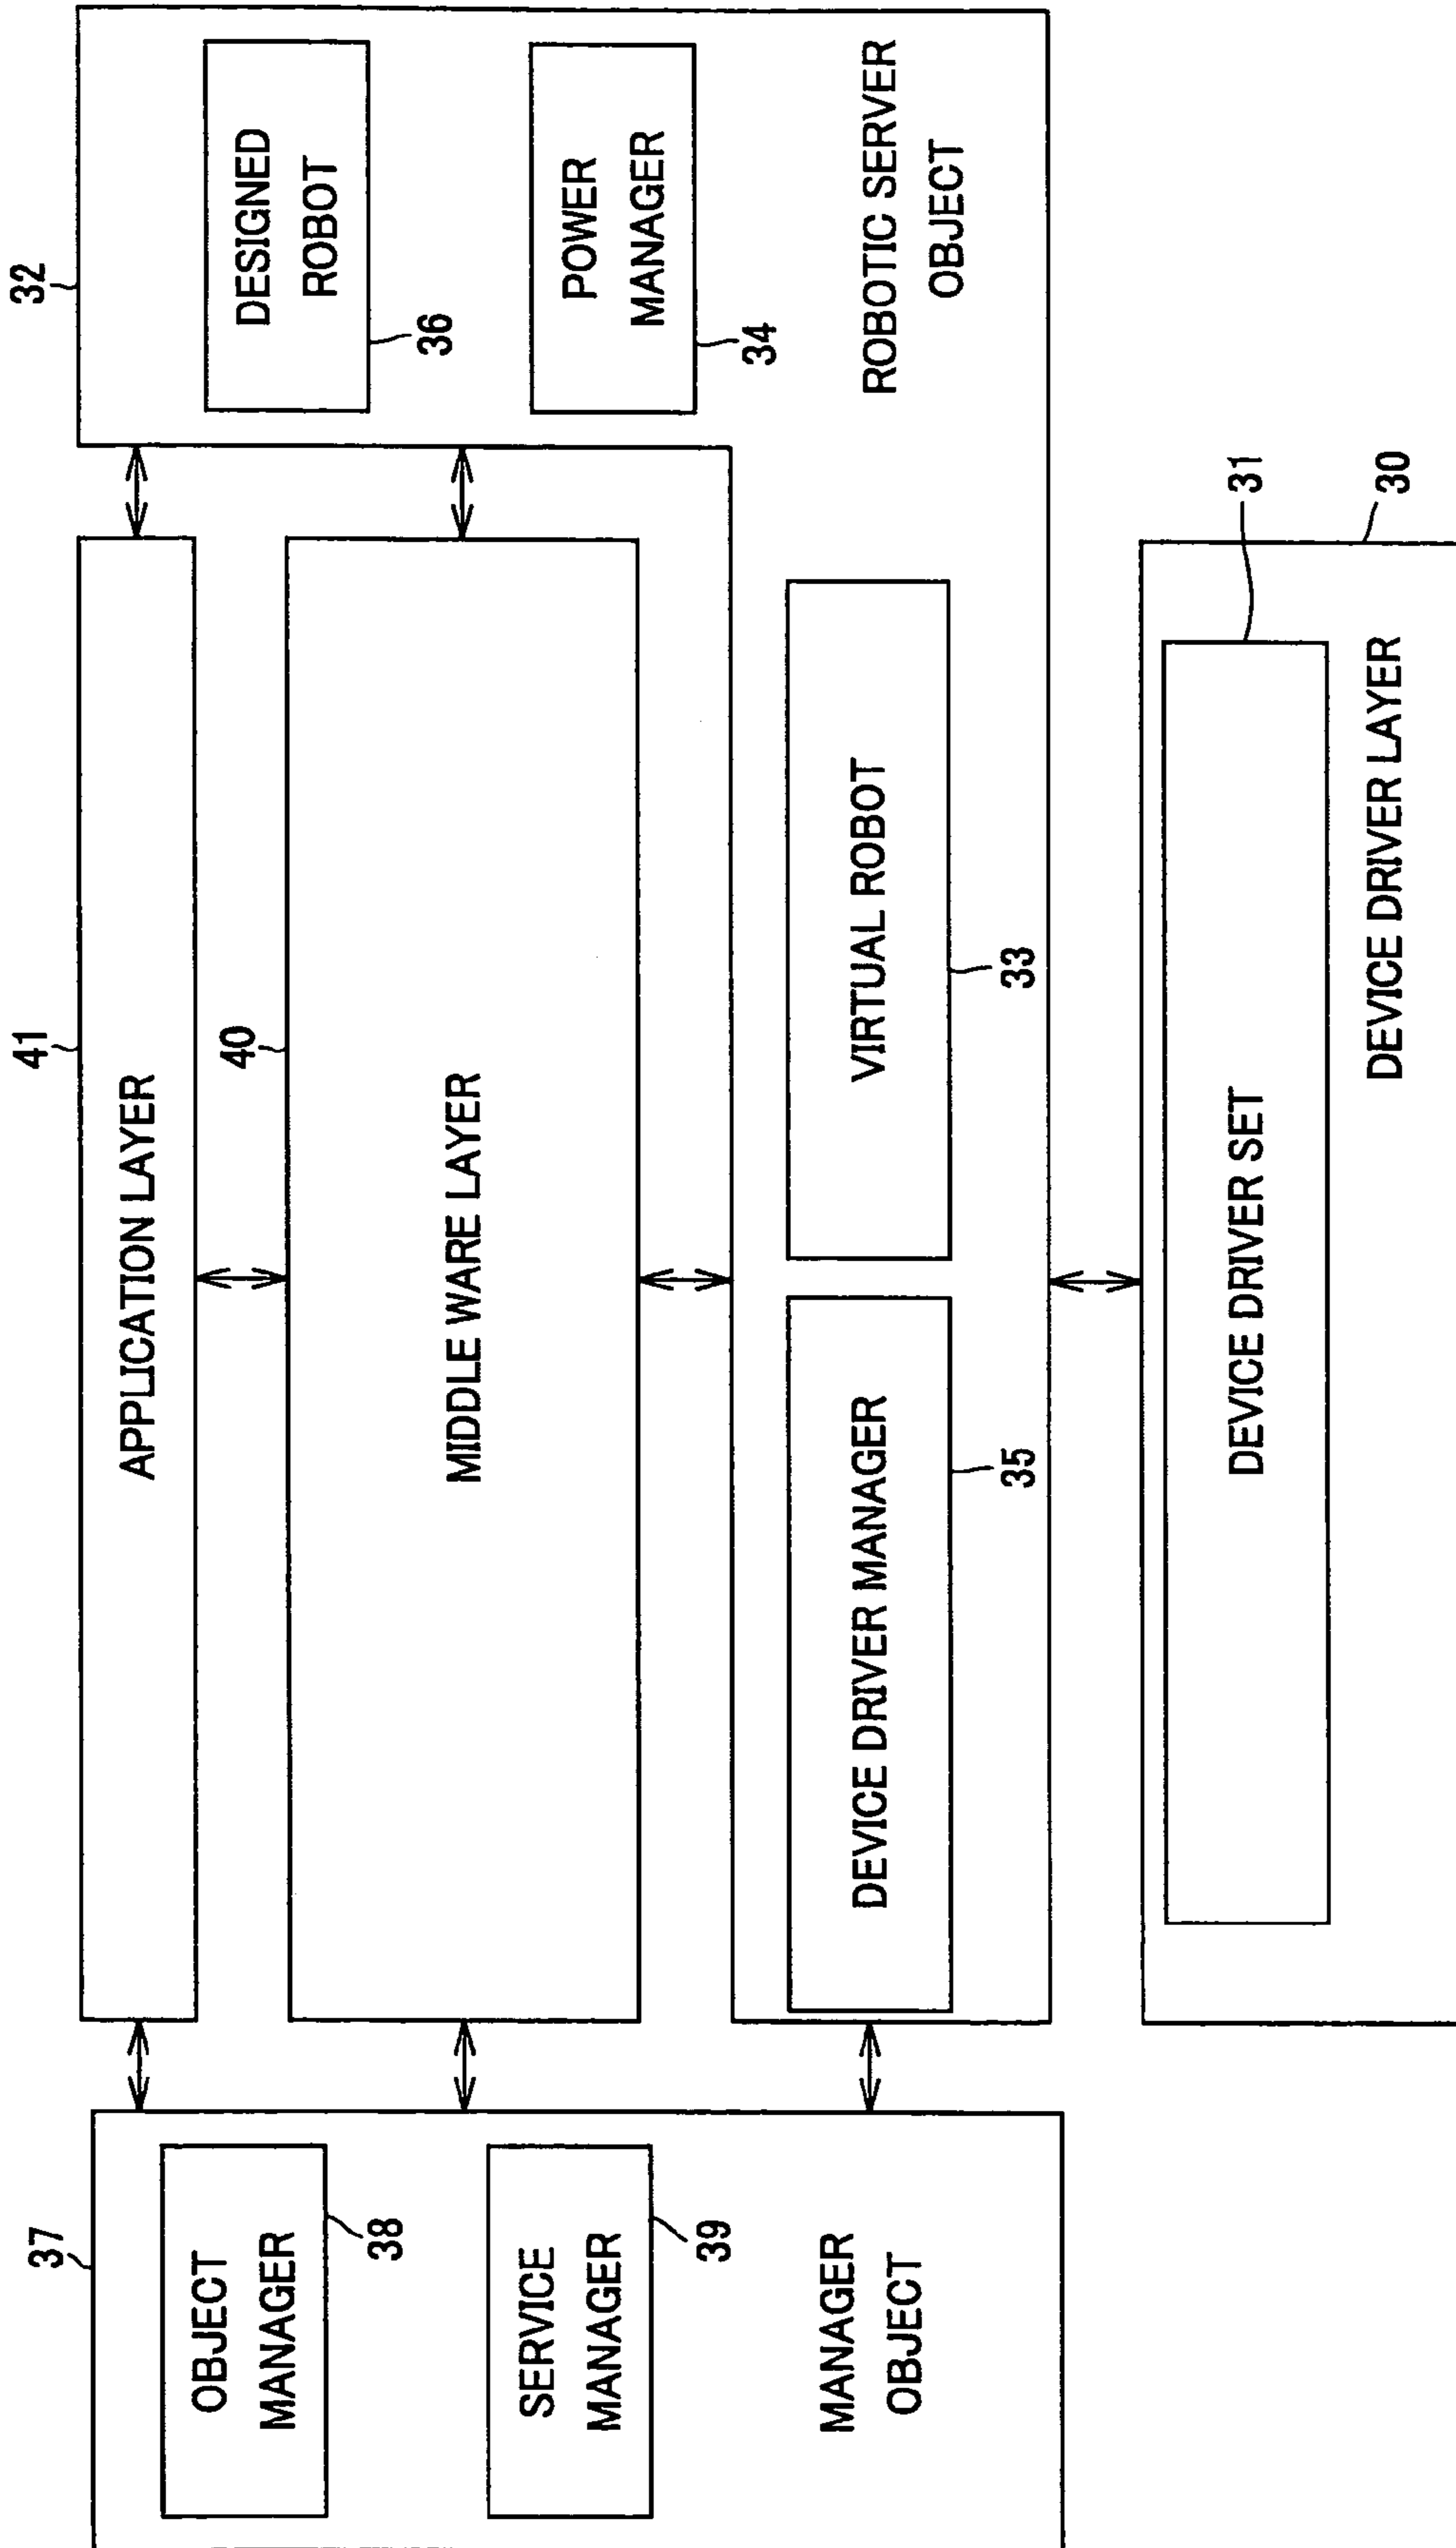 37
OBJECT
MANAGER
38
SERVICE
MANAGER
39
MANAGER
OBJECT
41
APPLICATION LAYER
40
MIDDLE WARE LAYER
32
DESIGNED
ROBOT
36
POWER
MANAGER
34
ROBOTIC SERVER
OBJECT
DEVICE DRIVER MANAGER
35
VIRTUAL ROBOT
33
31
DEVICE DRIVER SET
30
DEVICE DRIVER LAYER